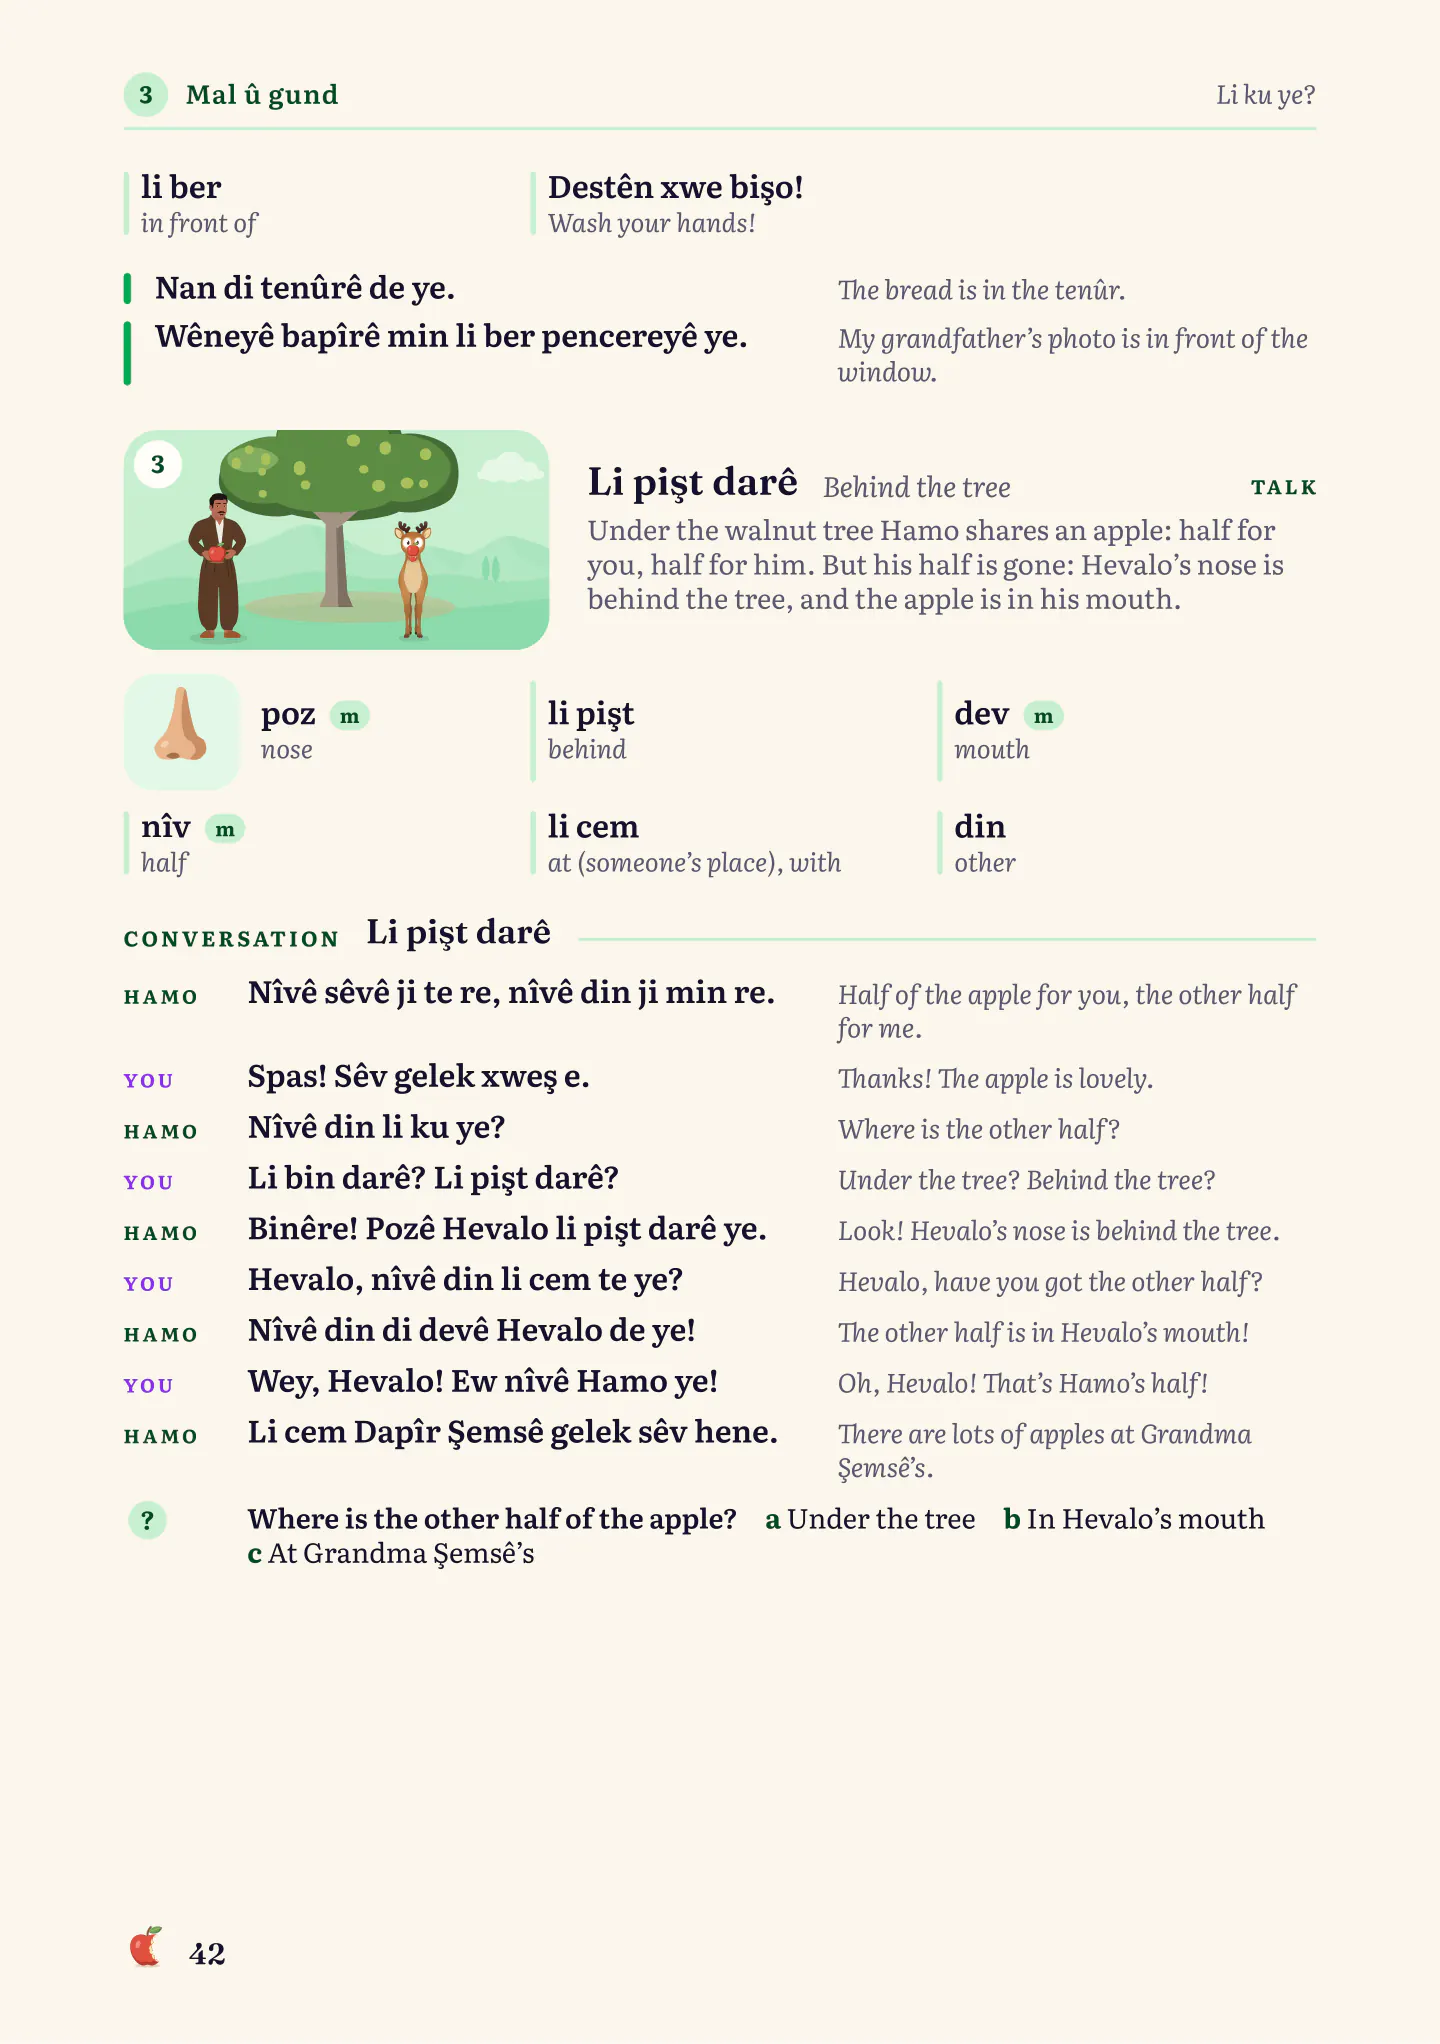 3 Mal û gund
Li ku ye?
li ber
in front of
Destên xwe bişo!
Wash your hands!
Nan di tenûrê de ye.
The bread is in the tenûr.
Wêneyê bapîrê min li ber pencereyê ye.
My grandfather’s photo is in front of the
window.
3
Li pişt darê Behind the tree TALK
Under the walnut tree Hamo shares an apple: half for
you, half for him. But his half is gone: Hevalo’s nose is
behind the tree, and the apple is in his mouth.
poz m
nose
li pişt
behind
dev m
mouth
nîv m
half
li cem
at (someone’s place), with
din
other
CONVERSATION Li pişt darê
HAMO Nîvê sêvê ji te re, nîvê din ji min re.
Half of the apple for you, the other half
for me.
YOU Spas! Sêv gelek xweş e. Thanks! The apple is lovely.
HAMO Nîvê din li ku ye? Where is the other half?
YOU Li bin darê? Li pişt darê? Under the tree? Behind the tree?
HAMO Binêre! Pozê Hevalo li pişt darê ye. Look! Hevalo’s nose is behind the tree.
YOU Hevalo, nîvê din li cem te ye? Hevalo, have you got the other half?
HAMO Nîvê din di devê Hevalo de ye! The other half is in Hevalo’s mouth!
YOU Wey, Hevalo! Ew nîvê Hamo ye! Oh, Hevalo! That’s Hamo’s half!
HAMO Li cem Dapîr Şemsê gelek sêv hene. There are lots of apples at Grandma
Şemsê’s.
? Where is the other half of the apple? a Under the tree b In Hevalo’s mouth
c At Grandma Şemsê’s
42